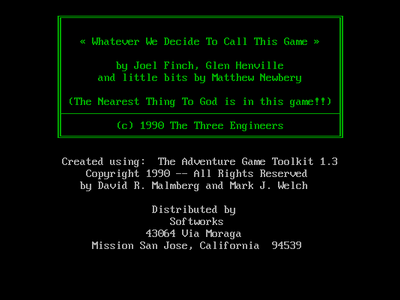 « Whatever We Decide To Call This Game »
by Joel Finch, Glen Henville
and little bits by Matthew Newbery
(The Nearest Thing To God is in this game!!)
(c) 1990 The Three Engineers
Created using:  The Adventure Game Toolkit 1.3
Copyright 1990 -- All Rights Reserved
by David R. Malmberg and Mark J. Welch
Distributed by
Softworks
43064 Via Moraga
Mission San Jose, California  94539